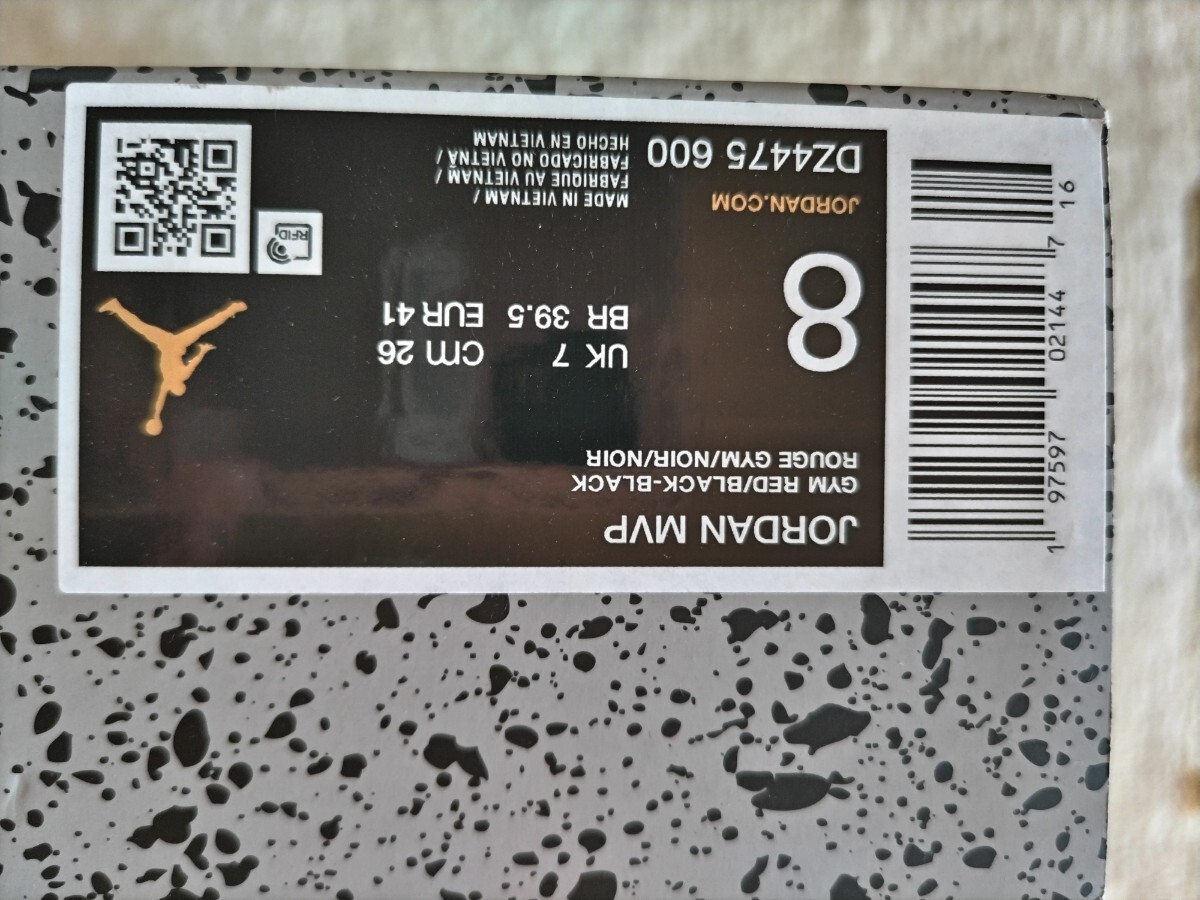 JORDAN MVP
GYM RED/BLACK-BLACK
ROUGE GYM/NOIR/NOIR
8
UK 7 cm 26
BR 39.5 EUR 41
JORDAN.COM
DZ4475 600
MADE IN VIETNAM /
FABRIQUE AU VIETNAM /
FABRICADO NO VIETNÃ /
HECHO EN VIETNAM
RFID
1 97597 02144 7 16